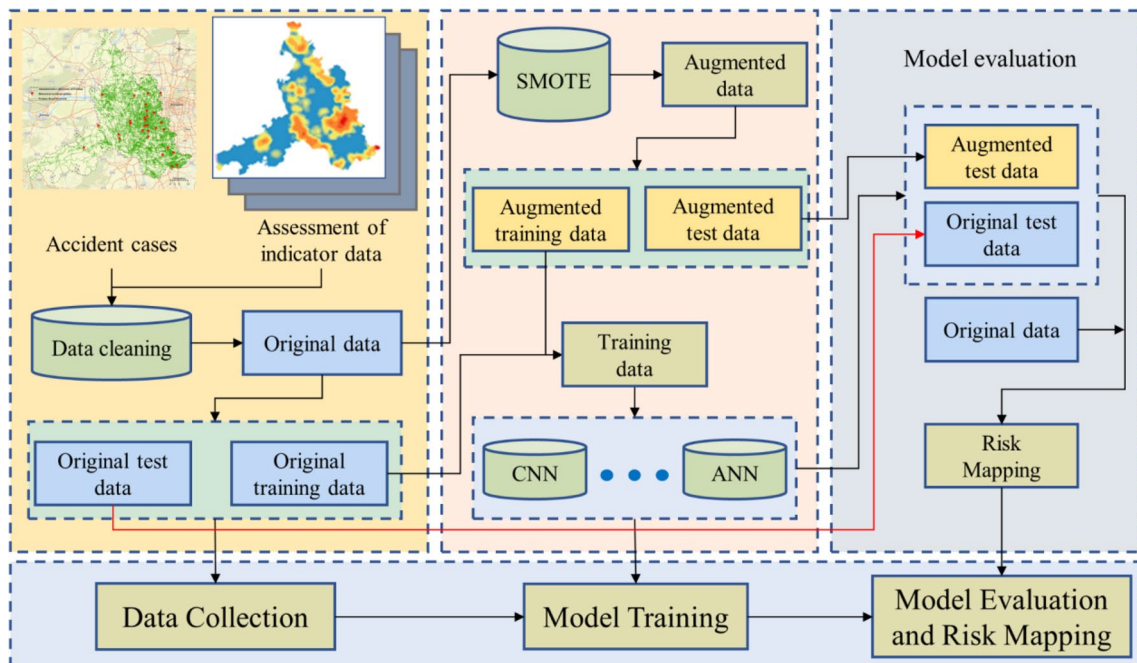 Accident cases
Assessment of
indicator data
Data cleaning
Original data
Original test
data
Original
training data
SMOTE
Augmented
data
Augmented
training data
Augmented
test data
Training
data
CNN
ANN
Model evaluation
Augmented
test data
Original test
data
Original data
Risk
Mapping
Data Collection
Model Training
Model Evaluation
and Risk Mapping